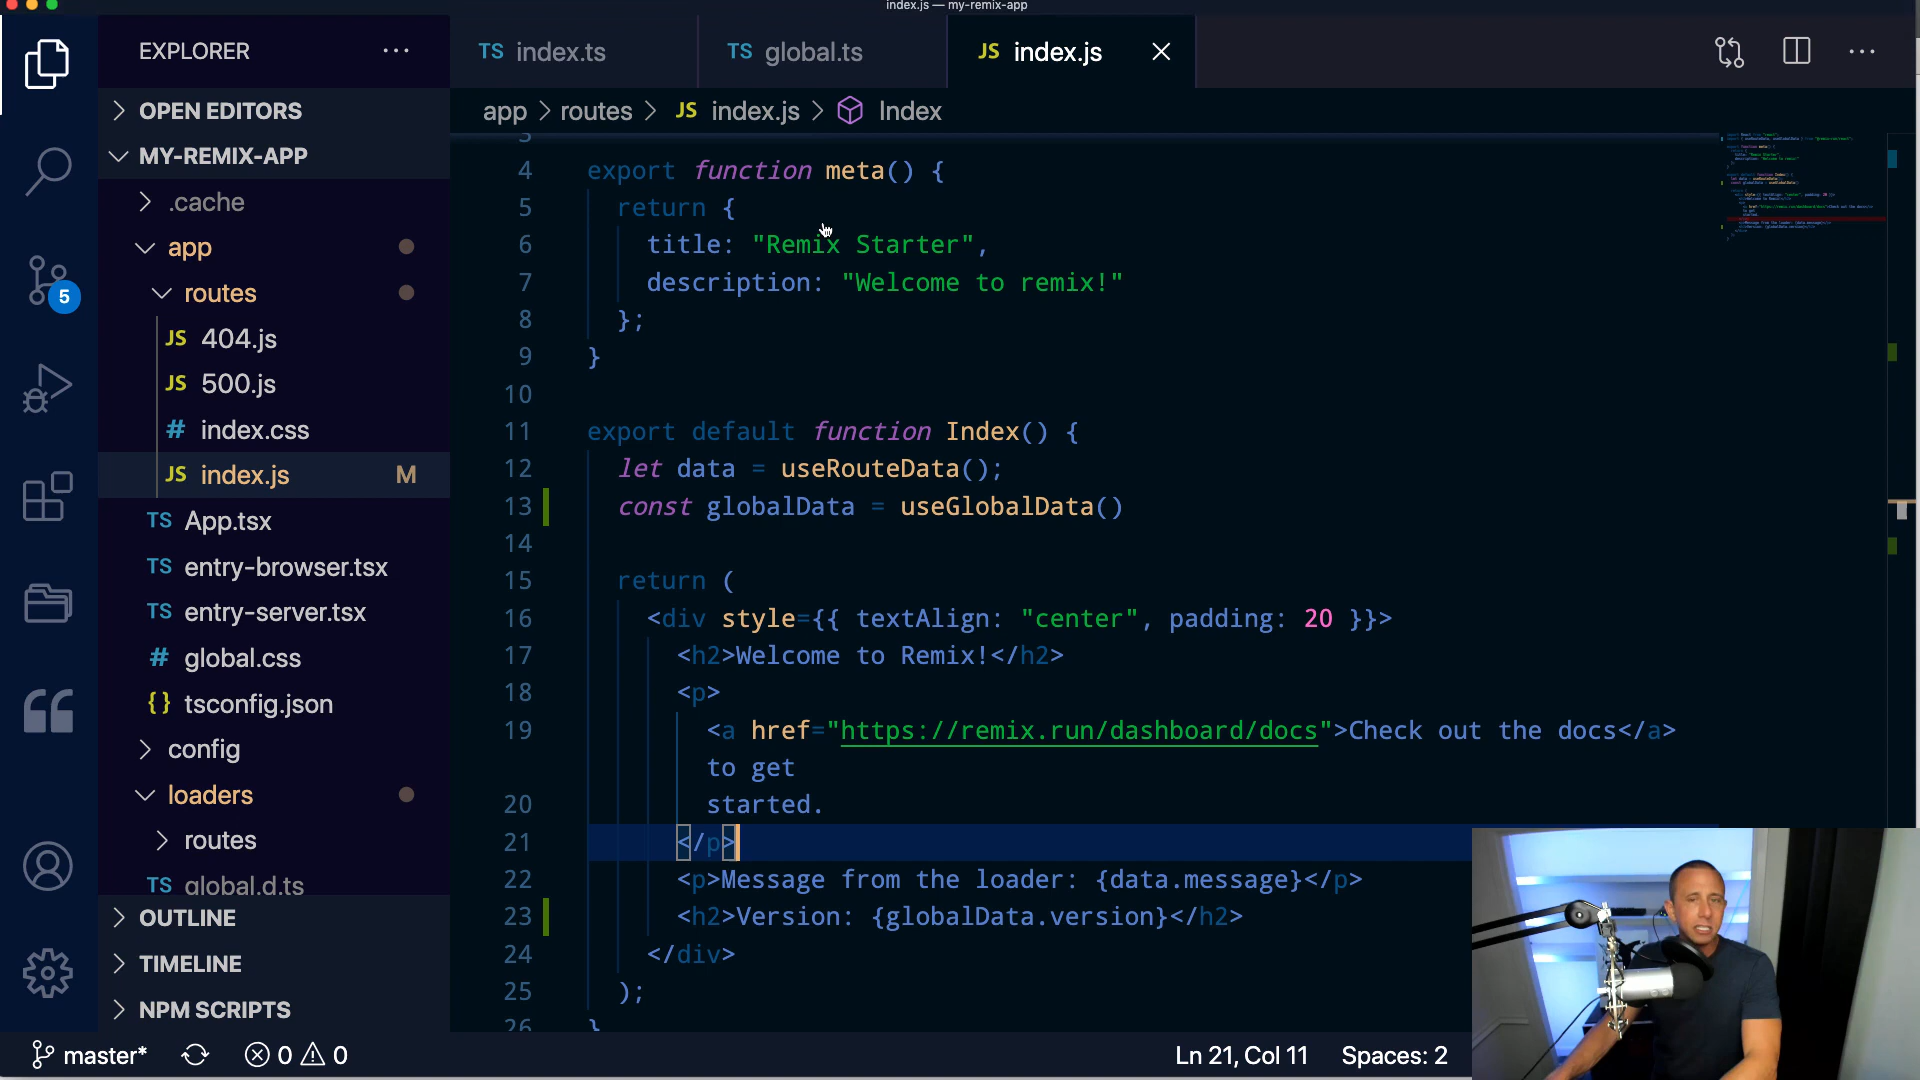 index.js — my-remix-app
EXPLORER
OPEN EDITORS
MY-REMIX-APP
.cache
app
routes
JS 404.js
JS 500.js
# index.css
JS index.js M
TS App.tsx
TS entry-browser.tsx
TS entry-server.tsx
# global.css
{} tsconfig.json
config
loaders
routes
TS global.d.ts
OUTLINE
TIMELINE
NPM SCRIPTS
5
TS index.ts
TS global.ts
JS index.js
app > routes > JS index.js > Index
3
4 export function meta() {
5 return {
6 title: "Remix Starter",
7 description: "Welcome to remix!"
8 };
9 }
10
11 export default function Index() {
12 let data = useRouteData();
13 const globalData = useGlobalData()
14
15 return (
16 <div style={{ textAlign: "center", padding: 20 }}>
17 <h2>Welcome to Remix!</h2>
18 <p>
19 <a href="https://remix.run/dashboard/docs">Check out the docs</a>
to get
20 started.
21 </p>
22 <p>Message from the loader: {data.message}</p>
23 <h2>Version: {globalData.version}</h2>
24 </div>
25 );
26 }
master* 0 0 Ln 21, Col 11 Spaces: 2